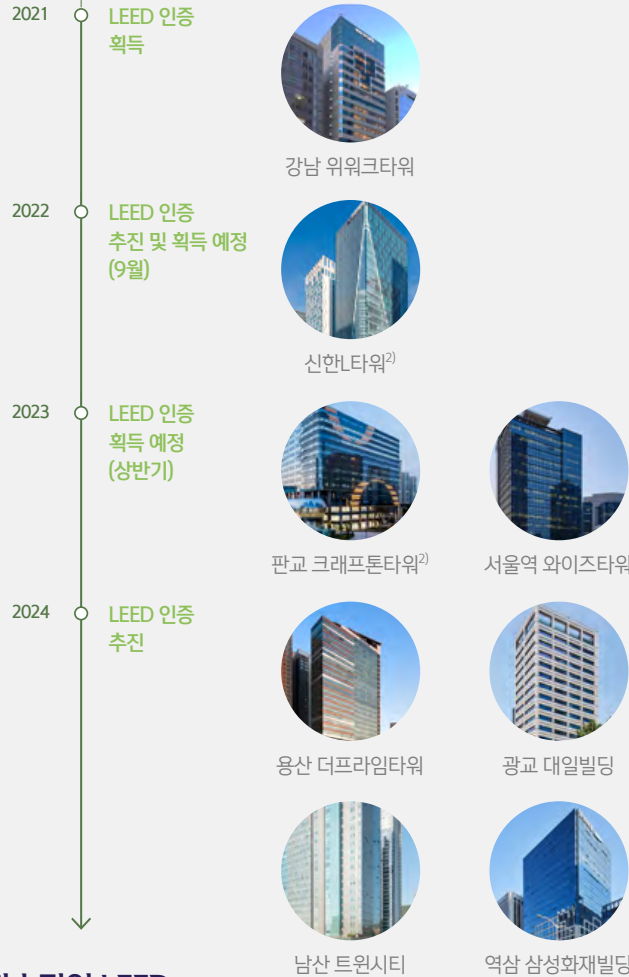 2021
LEED 인증
획득
강남 위워크타워
2022
LEED 인증
추진 및 획득 예정
(9월)
신한L타워2)
2023
LEED 인증
획득 예정
(상반기)
판교 크래프톤타워2)
서울역 와이즈타워
2024
LEED 인증
추진
용산 더프라임타워
광교 대일빌딩
남산 트윈시티
역삼 삼성화재빌딩
LEED